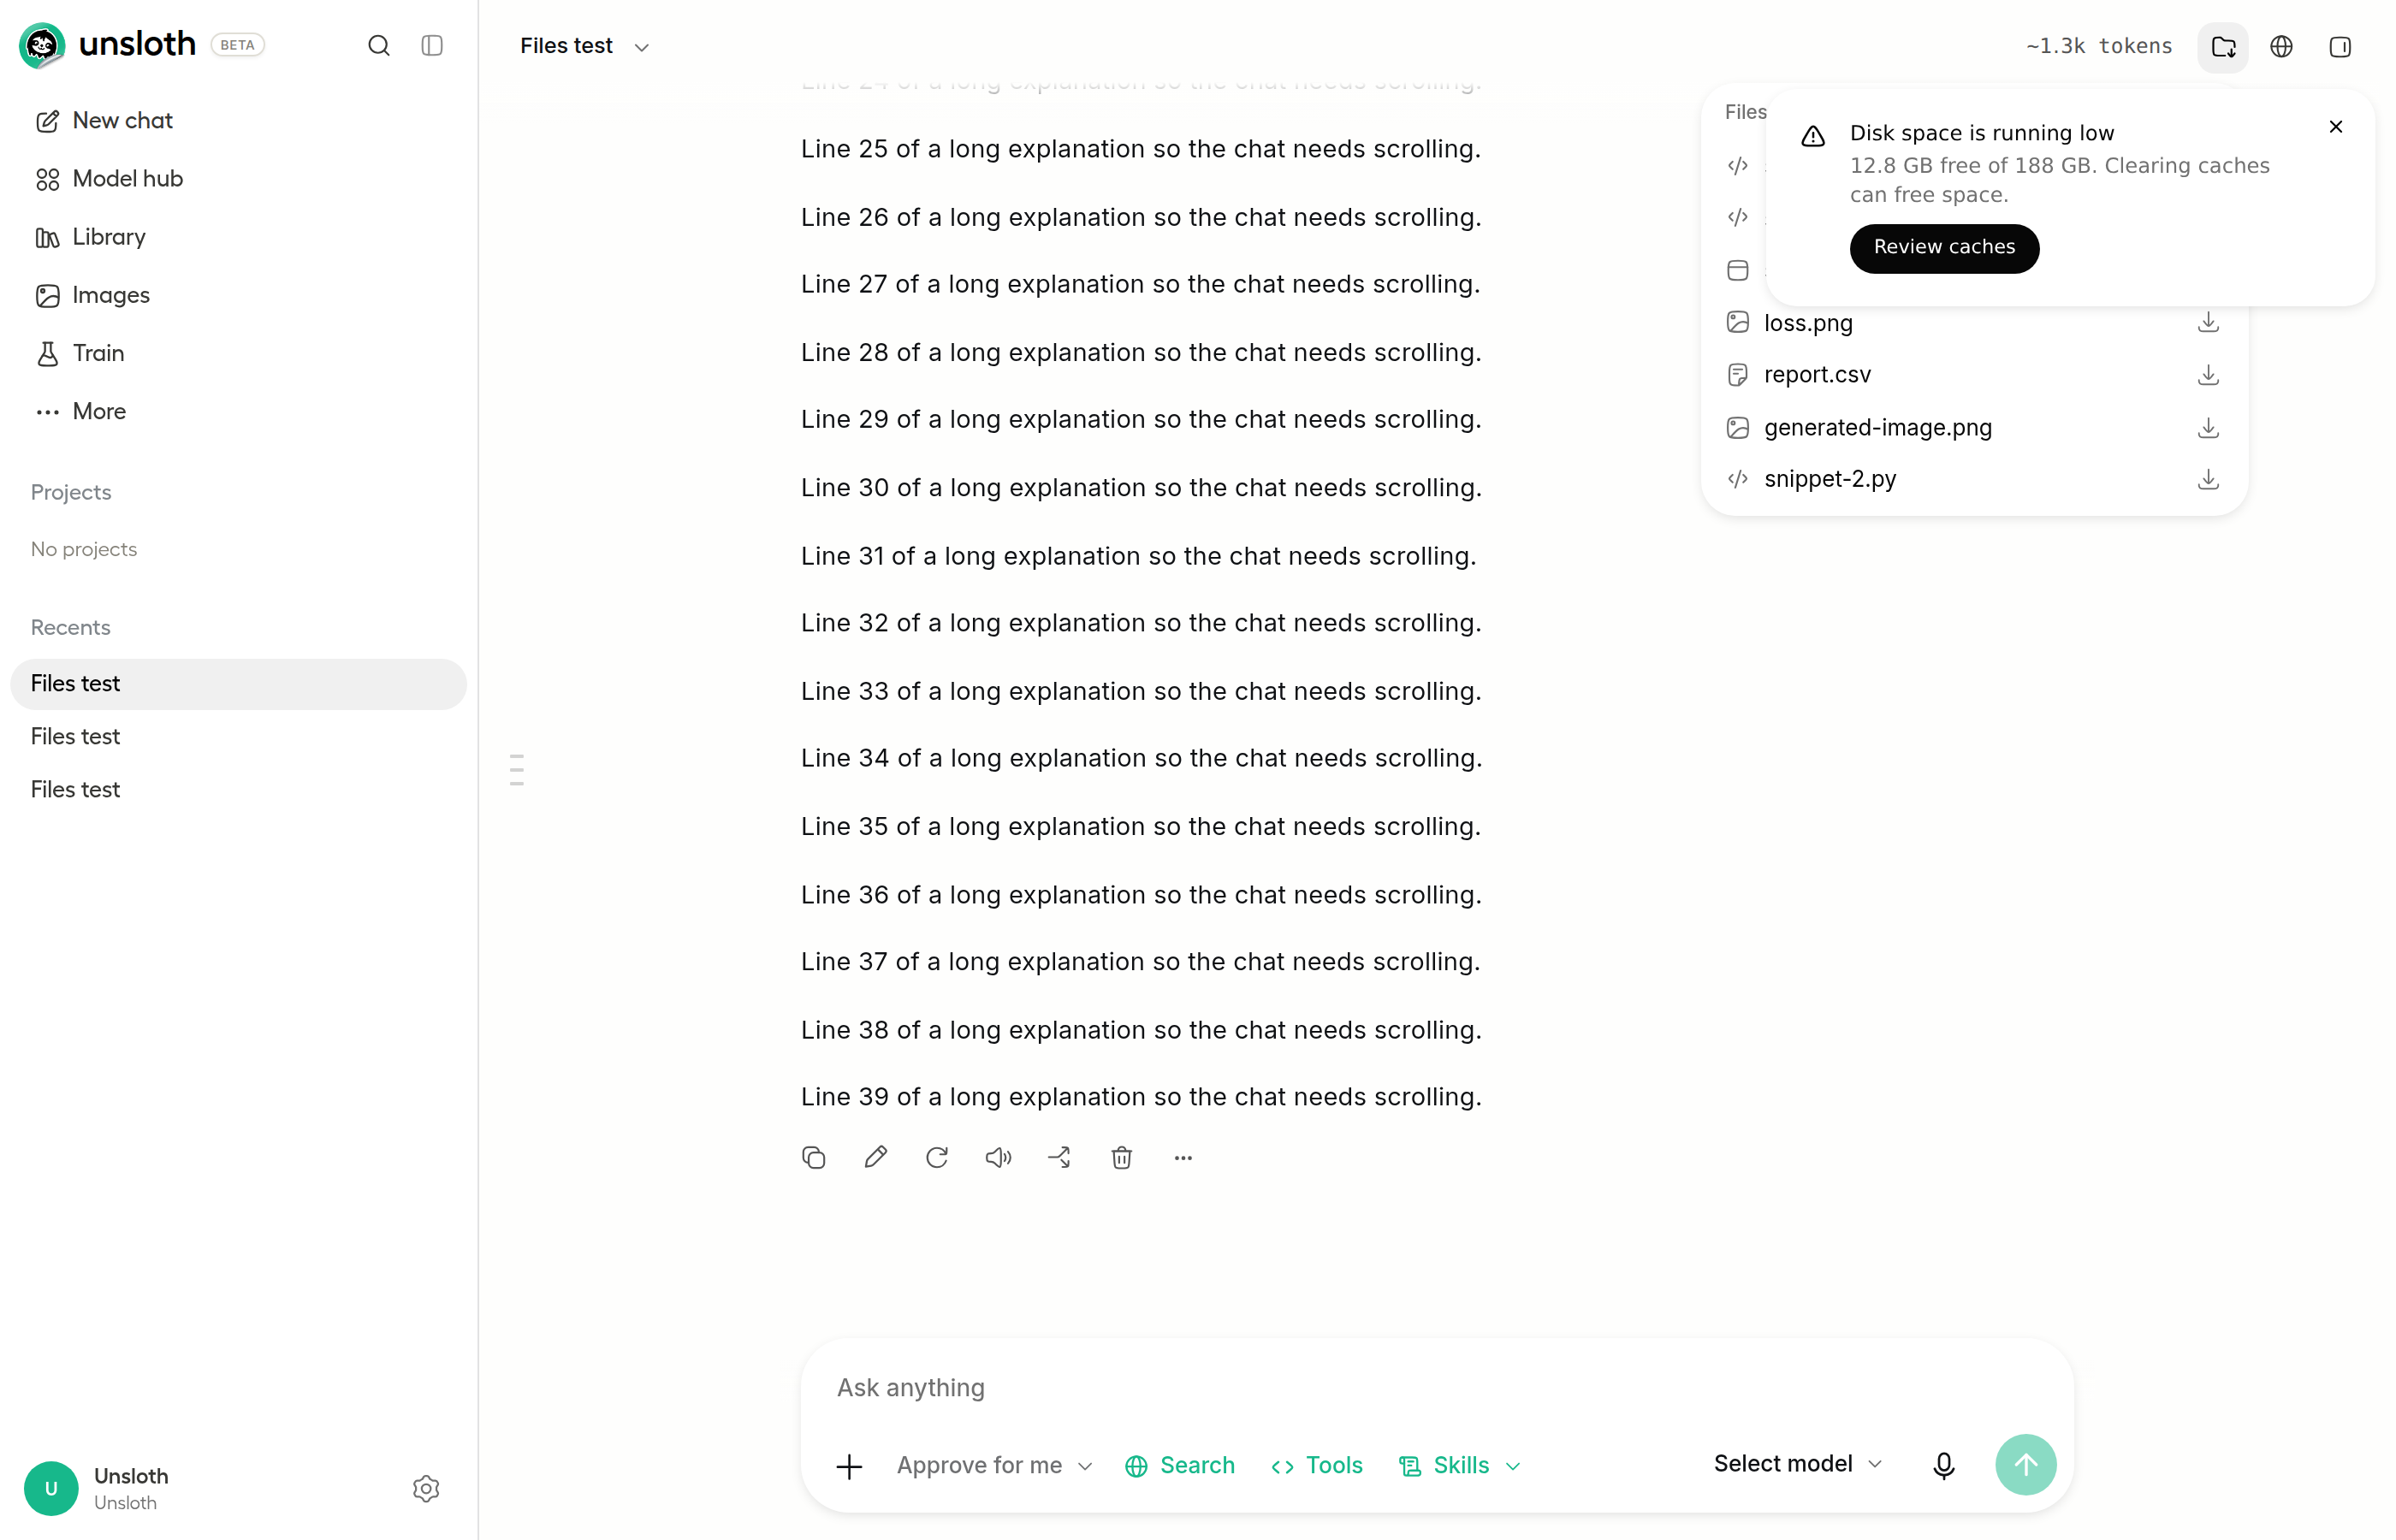 unsloth
BETA
New chat
Model hub
Library
Images
Train
More
Projects
No projects
Recents
Files test
Files test
Files test
U
Unsloth
Unsloth
Files test
~1.3k tokens
Line 24 of a long explanation so the chat needs scrolling.
Line 25 of a long explanation so the chat needs scrolling.
Line 26 of a long explanation so the chat needs scrolling.
Line 27 of a long explanation so the chat needs scrolling.
Line 28 of a long explanation so the chat needs scrolling.
Line 29 of a long explanation so the chat needs scrolling.
Line 30 of a long explanation so the chat needs scrolling.
Line 31 of a long explanation so the chat needs scrolling.
Line 32 of a long explanation so the chat needs scrolling.
Line 33 of a long explanation so the chat needs scrolling.
Line 34 of a long explanation so the chat needs scrolling.
Line 35 of a long explanation so the chat needs scrolling.
Line 36 of a long explanation so the chat needs scrolling.
Line 37 of a long explanation so the chat needs scrolling.
Line 38 of a long explanation so the chat needs scrolling.
Line 39 of a long explanation so the chat needs scrolling.
Files
Disk space is running low
12.8 GB free of 188 GB. Clearing caches
can free space.
Review caches
loss.png
report.csv
generated-image.png
snippet-2.py
Ask anything
Approve for me
Search
Tools
Skills
Select model